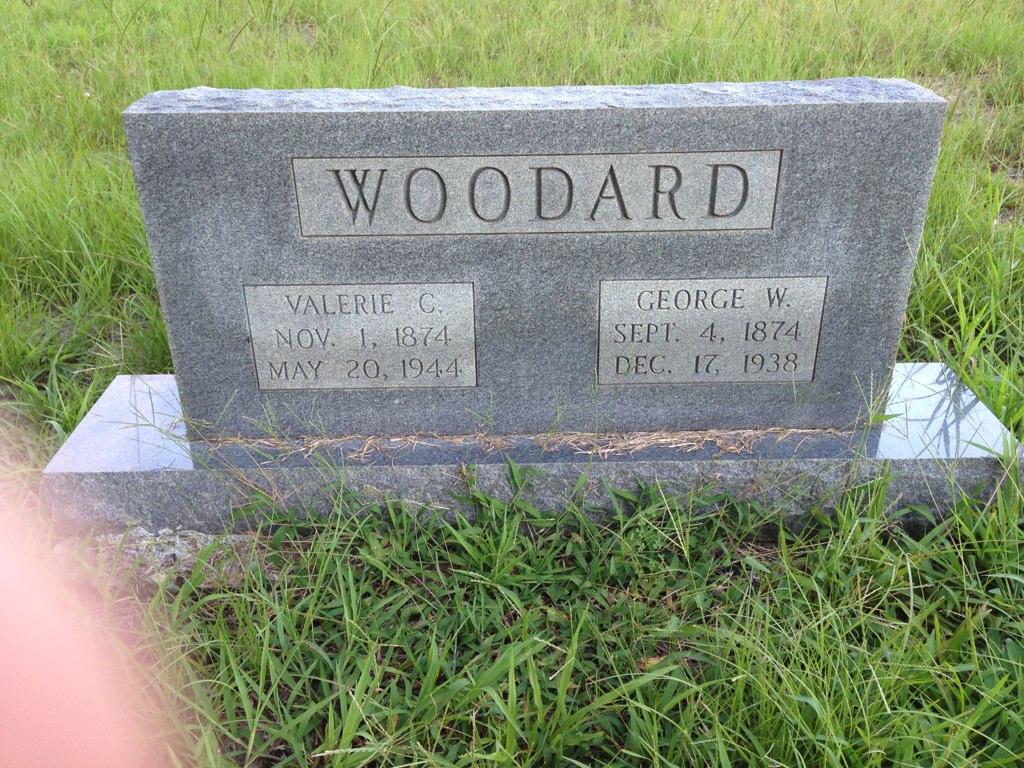 WOODARD
VALERIE C.
NOV. 1, 1874
MAY 20, 1944
GEORGE W.
SEPT. 4, 1874
DEC. 17, 1938